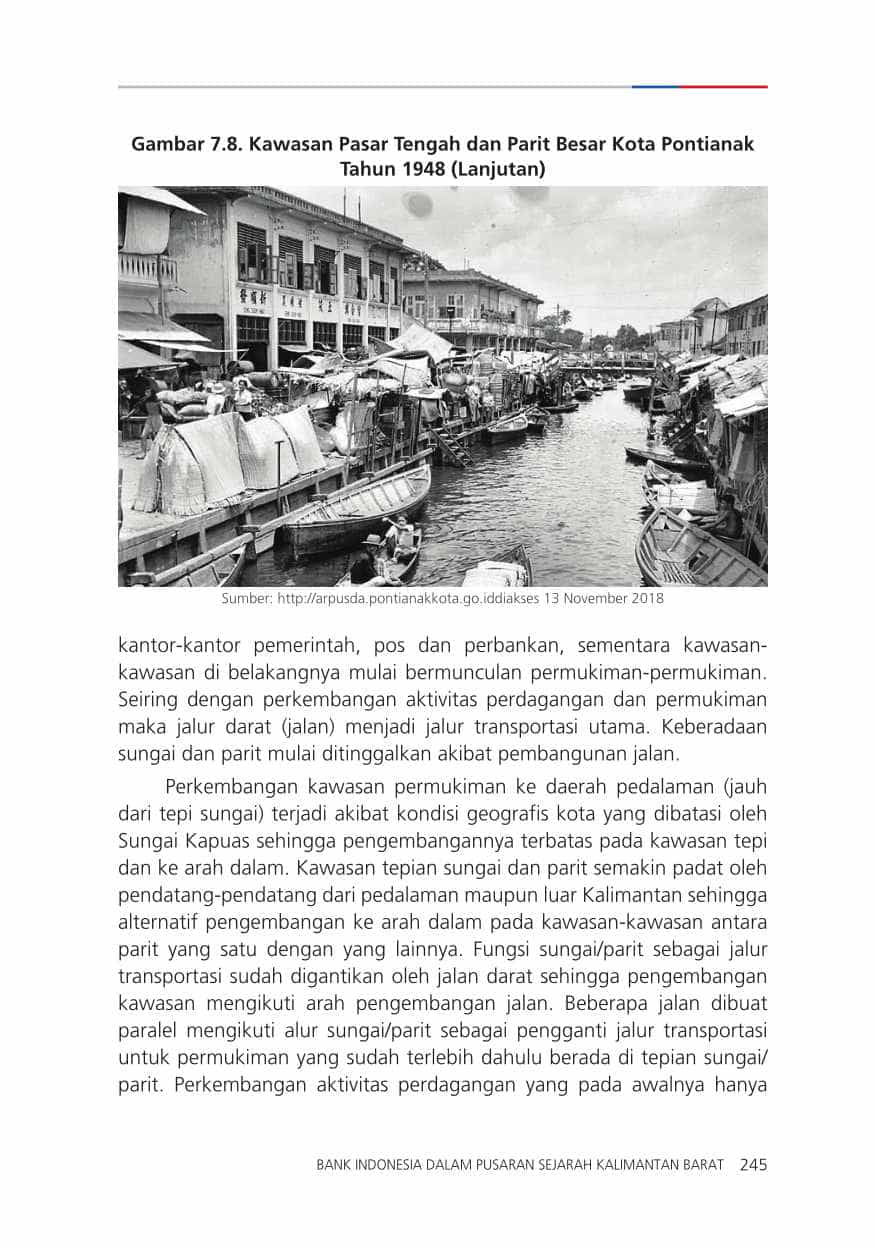 Gambar 7.8. Kawasan Pasar Tengah dan Parit Besar Kota Pontianak
Tahun 1948 (Lanjutan)
發順新
Sumber: http://arpusda.pontianakkota.go.iddiakses 13 November 2018
kantor-kantor pemerintah, pos dan perbankan, sementara kawasan-
kawasan di belakangnya mulai bermunculan permukiman-permukiman.
Seiring dengan perkembangan aktivitas perdagangan dan permukiman
maka jalur darat (jalan) menjadi jalur transportasi utama. Keberadaan
sungai dan parit mulai ditinggalkan akibat pembangunan jalan.
Perkembangan kawasan permukiman ke daerah pedalaman (jauh
dari tepi sungai) terjadi akibat kondisi geografis kota yang dibatasi oleh
Sungai Kapuas sehingga pengembangannya terbatas pada kawasan tepi
dan ke arah dalam. Kawasan tepian sungai dan parit semakin padat oleh
pendatang-pendatang dari pedalaman maupun luar Kalimantan sehingga
alternatif pengembangan ke arah dalam pada kawasan-kawasan antara
parit yang satu dengan yang lainnya. Fungsi sungai/parit sebagai jalur
transportasi sudah digantikan oleh jalan darat sehingga pengembangan
kawasan mengikuti arah pengembangan jalan. Beberapa jalan dibuat
paralel mengikuti alur sungai/parit sebagai pengganti jalur transportasi
untuk permukiman yang sudah terlebih dahulu berada di tepian sungai/
parit. Perkembangan aktivitas perdagangan yang pada awalnya hanya
BANK INDONESIA DALAM PUSARAN SEJARAH KALIMANTAN BARAT 245